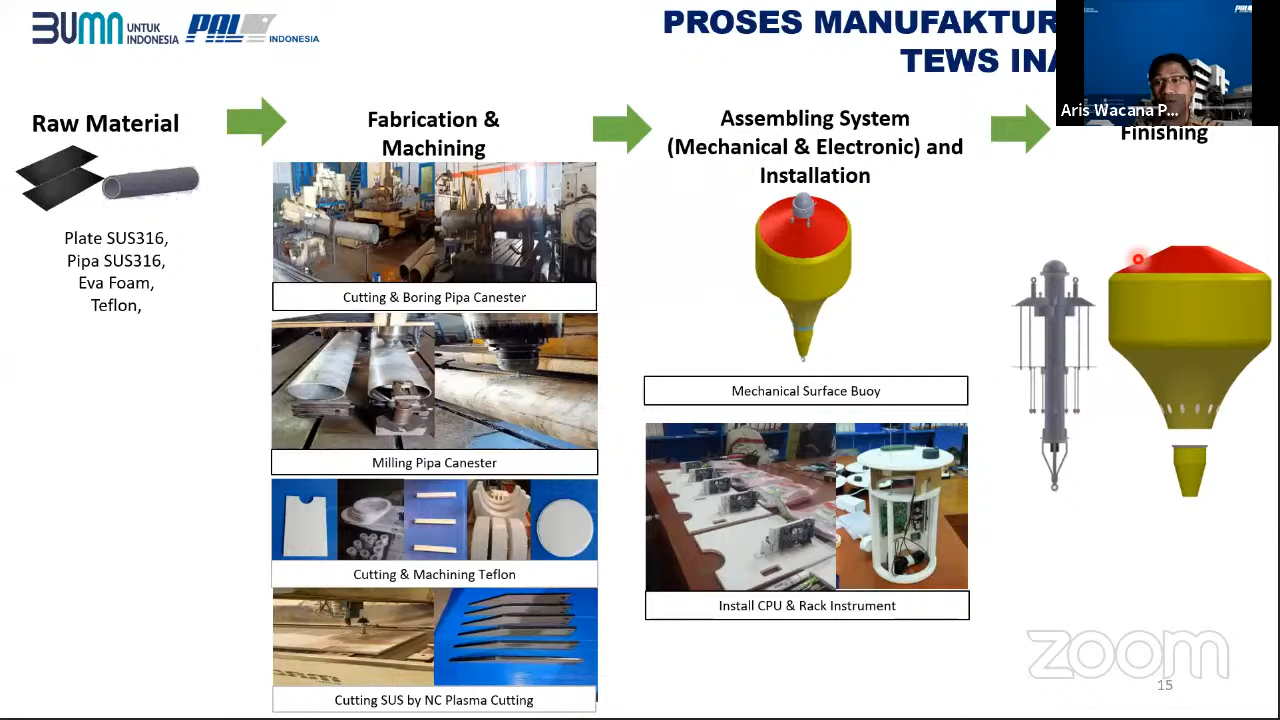 BUMN
UNTUK
INDONESIA
PAL
INDONESIA
PROSES MANUFAKTUR
TEWS INA
Aris Wacana P...
Raw Material
Fabrication &
Machining
Assembling System
(Mechanical & Electronic) and
Installation
Finishing
Plate SUS316,
Pipa SUS316,
Eva Foam,
Teflon,
Cutting & Boring Pipa Canester
Milling Pipa Canester
Cutting & Machining Teflon
Cutting SUS by NC Plasma Cutting
Mechanical Surface Buoy
Install CPU & Rack Instrument
zoom
15